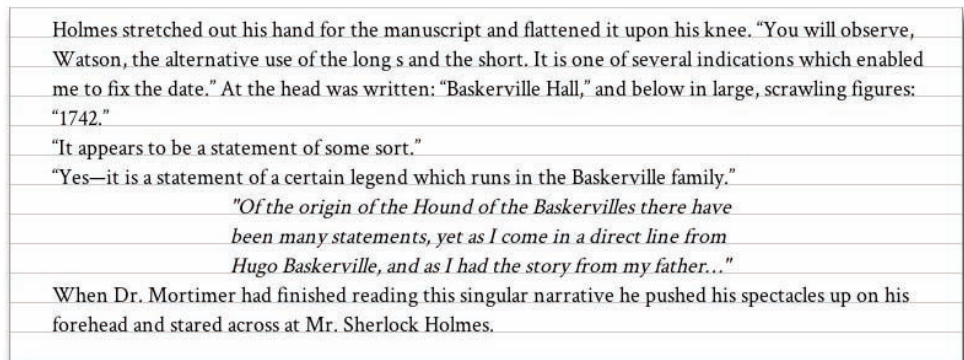 Holmes stretched out his hand for the manuscript and flattened it upon his knee. “You will observe,
Watson, the alternative use of the long s and the short. It is one of several indications which enabled
me to fix the date.” At the head was written: “Baskerville Hall,” and below in large, scrawling figures:
“1742.”
“It appears to be a statement of some sort.”
“Yes—it is a statement of a certain legend which runs in the Baskerville family.”
"Of the origin of the Hound of the Baskervilles there have
been many statements, yet as I come in a direct line from
Hugo Baskerville, and as I had the story from my father…"
When Dr. Mortimer had finished reading this singular narrative he pushed his spectacles up on his
forehead and stared across at Mr. Sherlock Holmes.